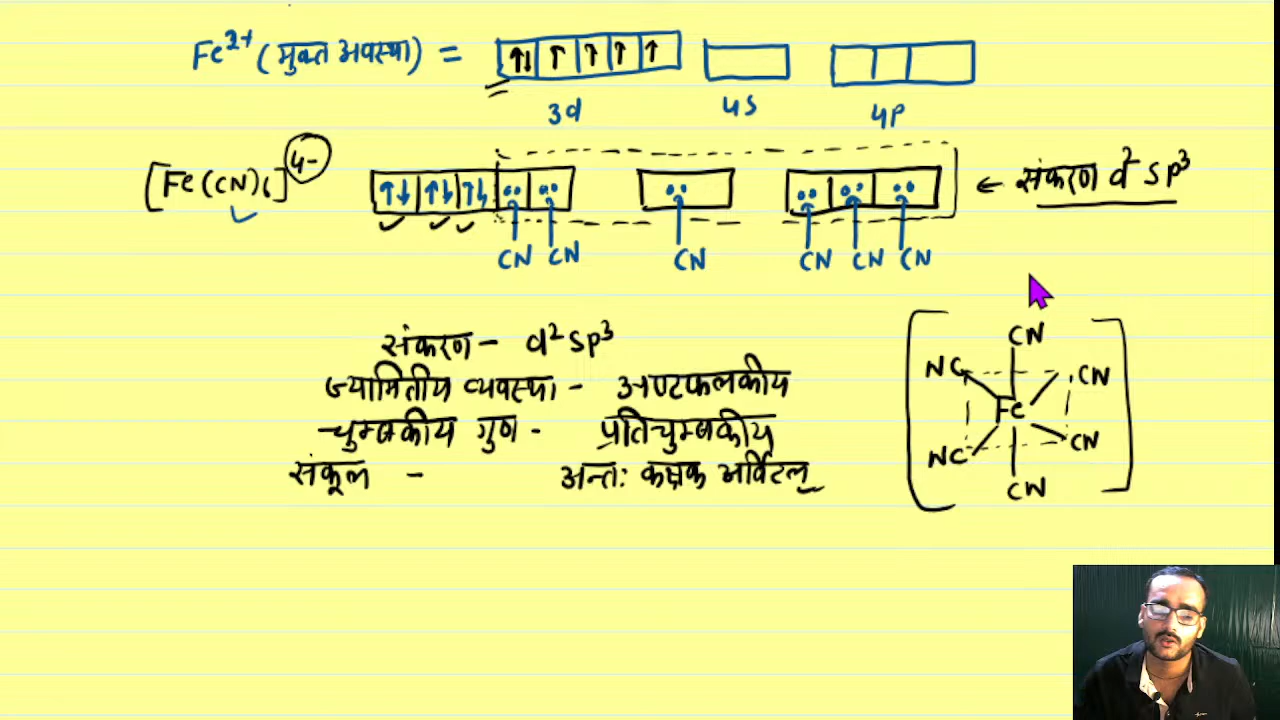 Fe²⁺ (मुक्त अवस्था) =
3d 4s 4p
[Fe(CN)6]⁴⁻ ← संकरण d²sp³
CN CN CN CN CN CN
संकरण – d²sp³
ज्यामितीय व्यवस्था – अष्टफलकीय
चुम्बकीय गुण – प्रतिचुम्बकीय
संकूल – अन्तः कक्षक ऑर्विटल
CN
NC CN
Fe
NC CN
CN